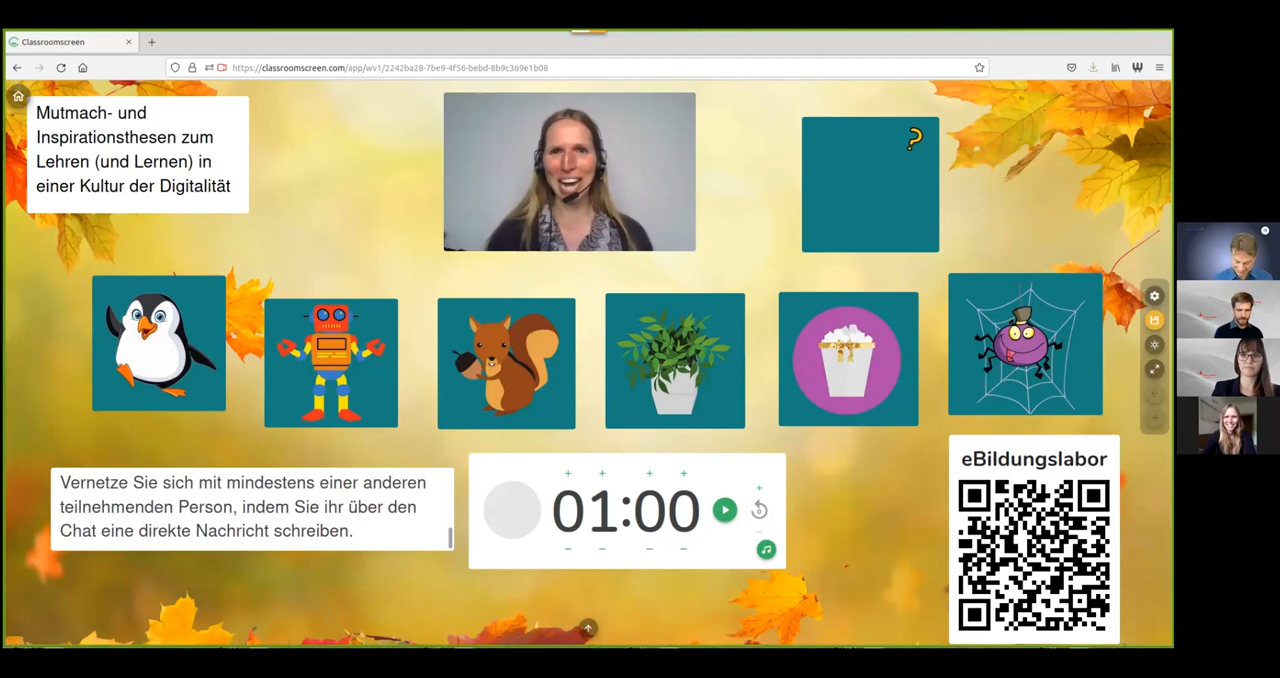 Classroomscreen
https://classroomscreen.com/app/wv1/2242ba28-7be9-4f56-bebd-8b9c369e1b08
Mutmach- und
Inspirationsthesen zum
Lehren (und Lernen) in
einer Kultur der Digitalität
?
Vernetze Sie sich mit mindestens einer anderen
teilnehmenden Person, indem Sie ihr über den
Chat eine direkte Nachricht schreiben.
01:00
eBildungslabor